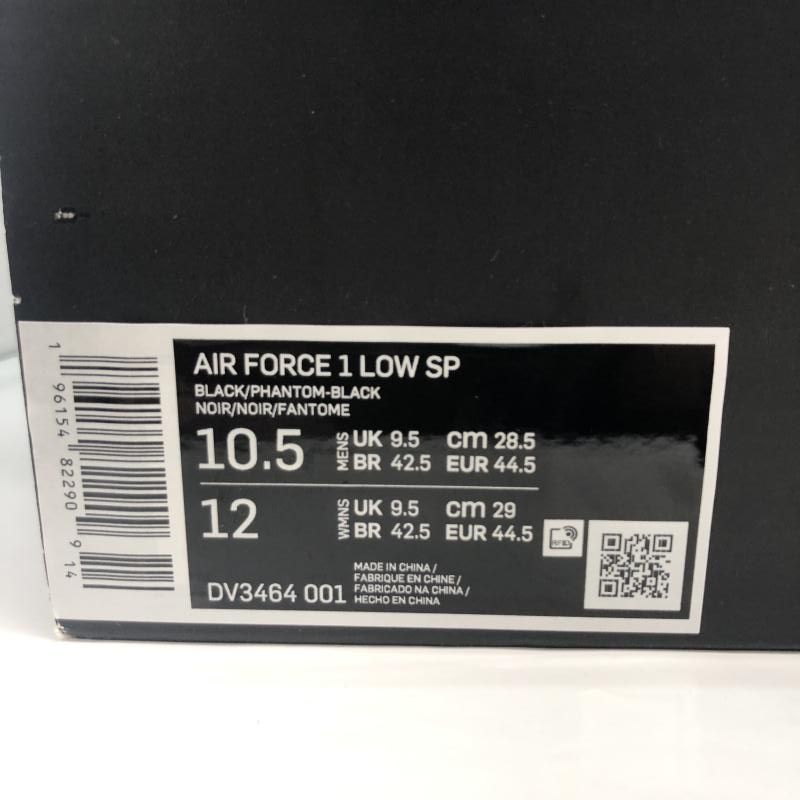 1 96154 82290 9 14
AIR FORCE 1 LOW SP
BLACK/PHANTOM-BLACK
NOIR/NOIR/FANTOME
10.5 MENS UK 9.5 cm 28.5
BR 42.5 EUR 44.5
12 WMNS UK 9.5 cm 29
BR 42.5 EUR 44.5
RFID
DV3464 001
MADE IN CHINA /
FABRIQUE EN CHINE /
FABRICADO NA CHINA /
HECHO EN CHINA